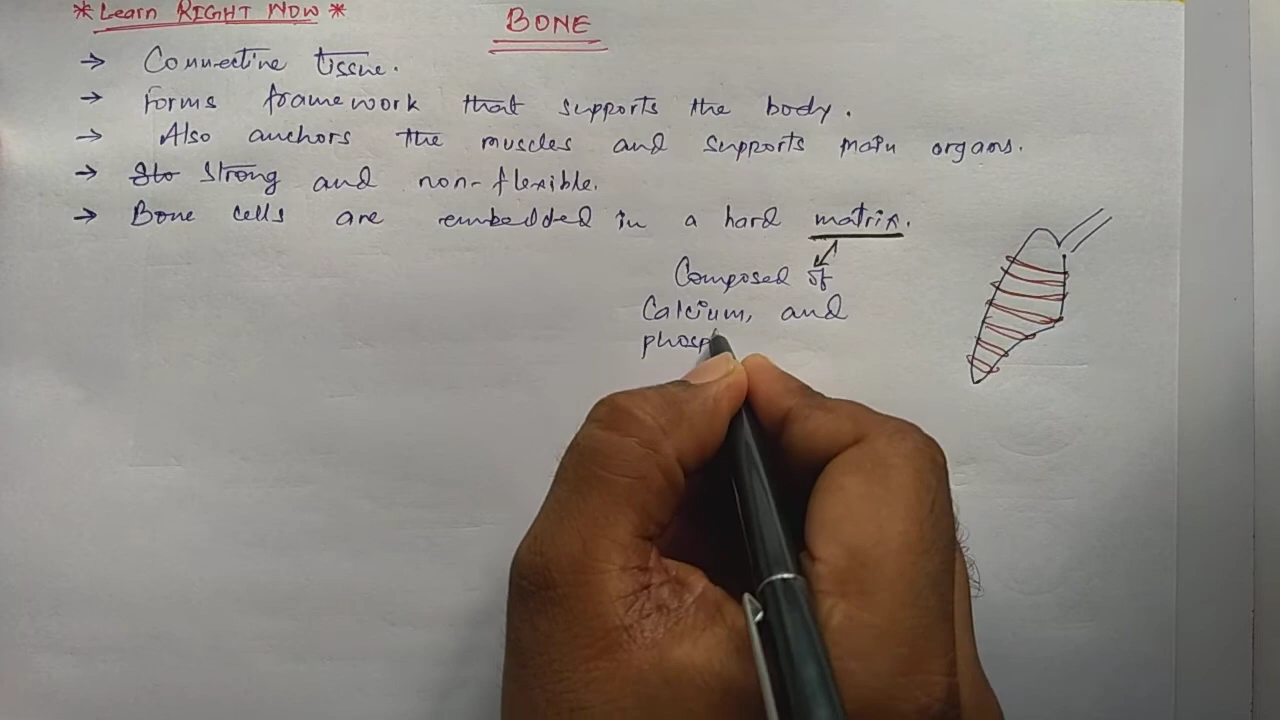 *Learn RIGHT NOW*
BONE
→ Connective tissue.
→ Forms framework that supports the body.
→ Also anchors the muscles and supports main organs.
→ Sto Strong and non-flexible.
→ Bone cells are embedded in a hard matrix.
Composed of
Calcium, and
phosp